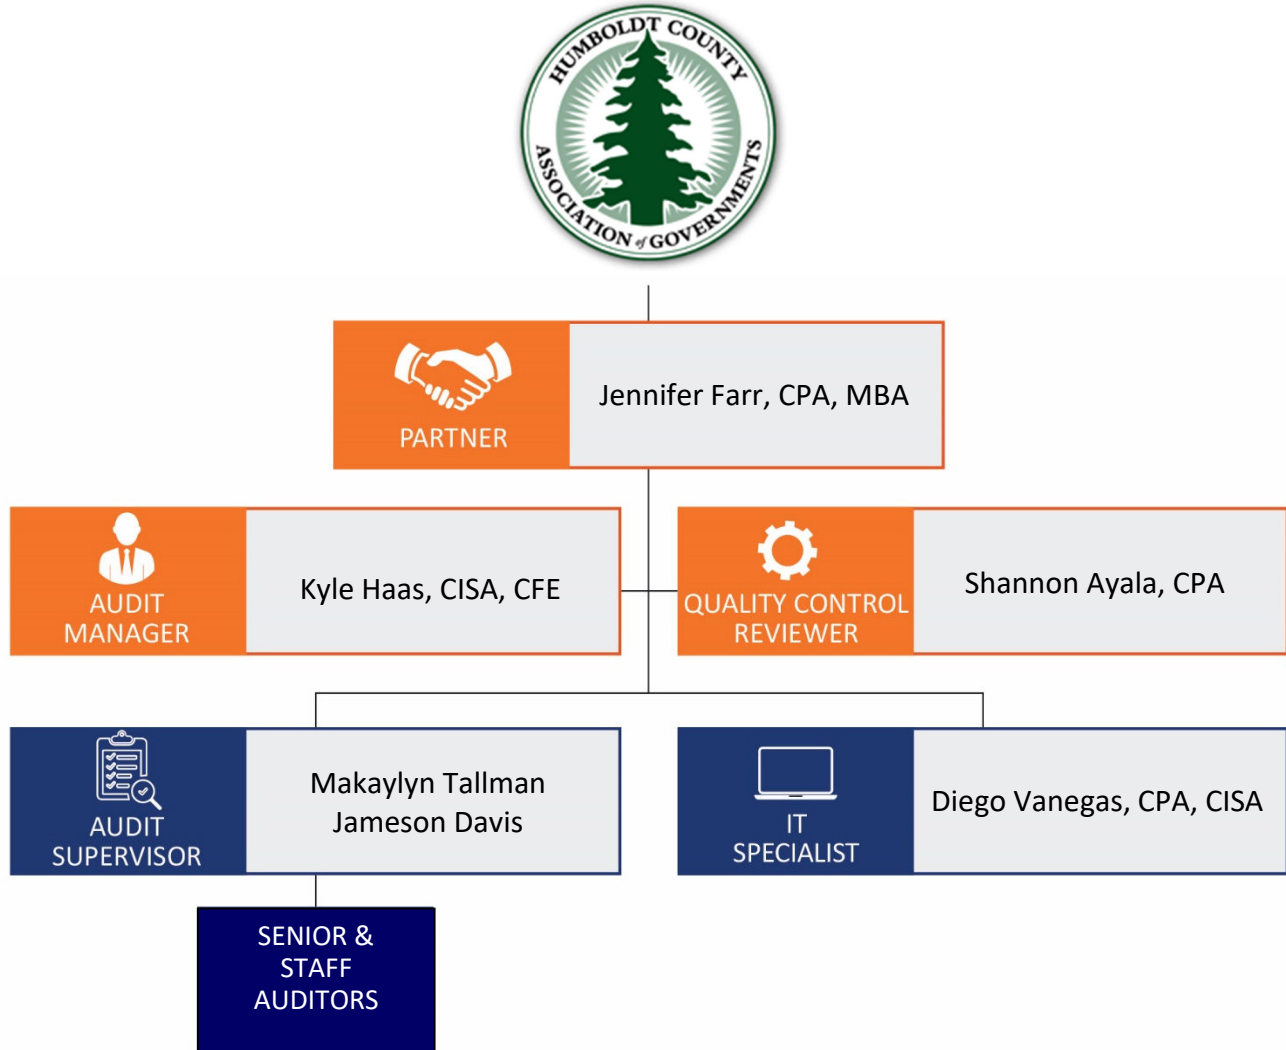 HUMBOLDT COUNTY
ASSOCIATION of GOVERNMENTS
PARTNER
Jennifer Farr, CPA, MBA
AUDIT
MANAGER
Kyle Haas, CISA, CFE
QUALITY CONTROL
REVIEWER
Shannon Ayala, CPA
AUDIT
SUPERVISOR
Makaylyn Tallman
Jameson Davis
IT
SPECIALIST
Diego Vanegas, CPA, CISA
SENIOR &
STAFF
AUDITORS